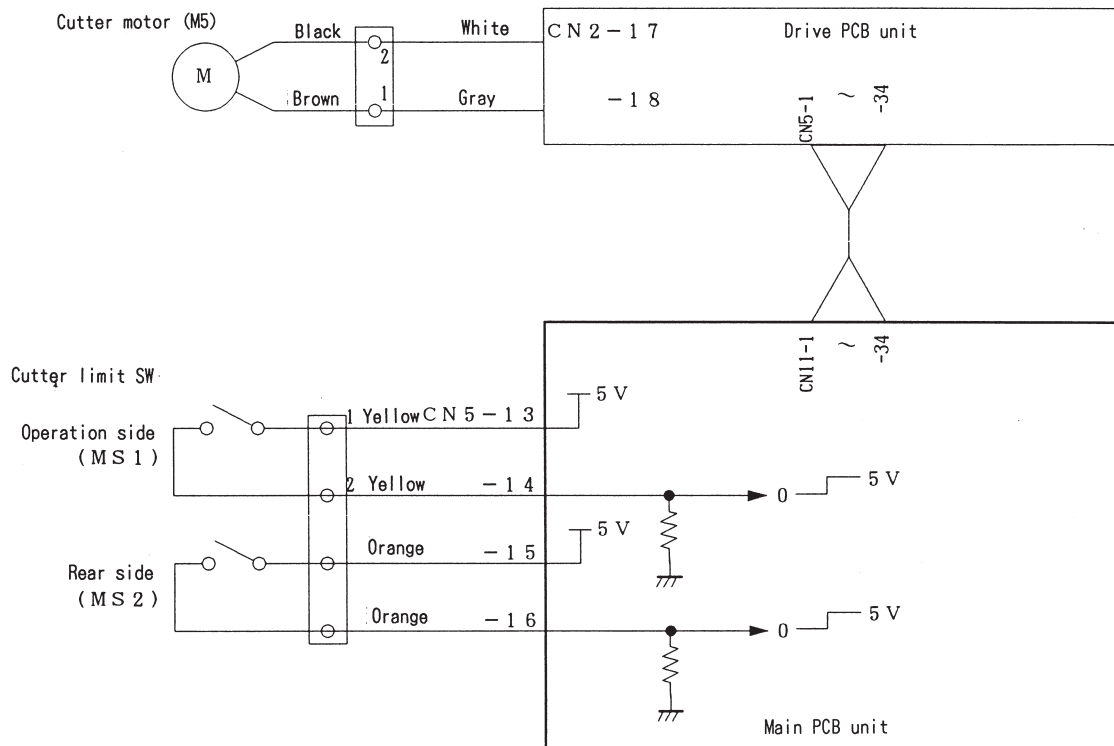 Cutter motor (M5)
M
Black
Brown
2
1
White
Gray
CN2-17
-18
Drive PCB unit
CN5-1 ~ -34
CN11-1 ~ -34
Cutter limit SW
Operation side
(MS1)
1 Yellow CN5-13
5V
2 Yellow -14
0 5V
Rear side
(MS2)
Orange -15
5V
Orange -16
0 5V
Main PCB unit